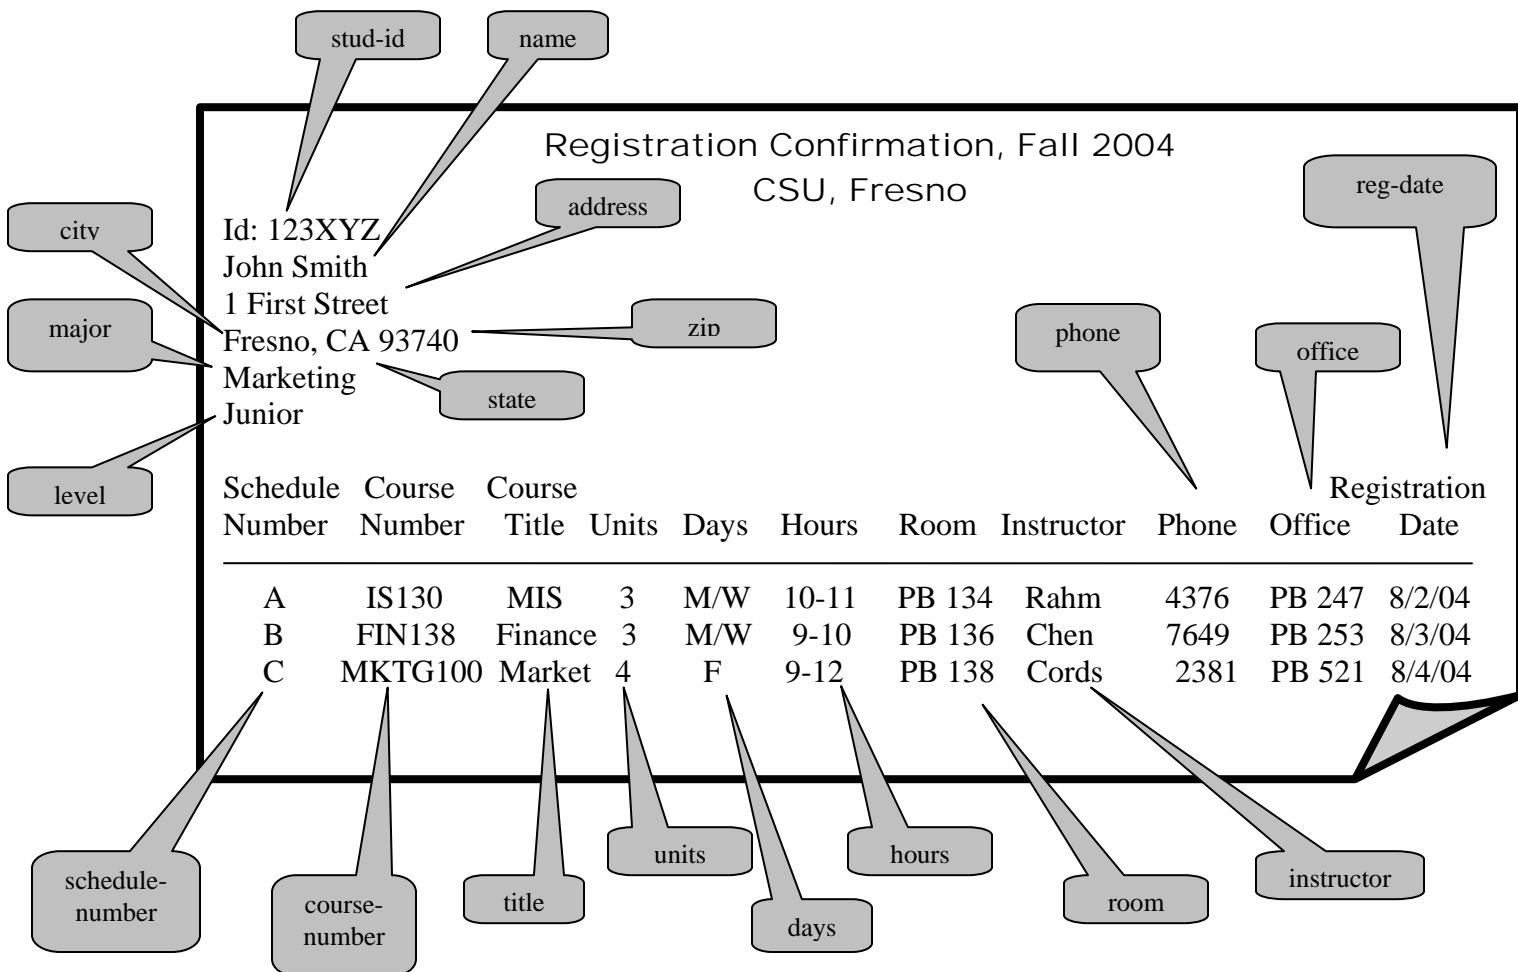 stud-id
name
Registration Confirmation, Fall 2004
CSU, Fresno
reg-date
address
city
Id: 123XYZ
John Smith
1 First Street
Fresno, CA 93740
Marketing
Junior
major
zip
state
phone
office
level
Schedule Course Course Registration
Number Number Title Units Days Hours Room Instructor Phone Office Date
A IS130 MIS 3 M/W 10-11 PB 134 Rahm 4376 PB 247 8/2/04
B FIN138 Finance 3 M/W 9-10 PB 136 Chen 7649 PB 253 8/3/04
C MKTG100 Market 4 F 9-12 PB 138 Cords 2381 PB 521 8/4/04
schedule-
number
course-
number
title
units
days
hours
room
instructor